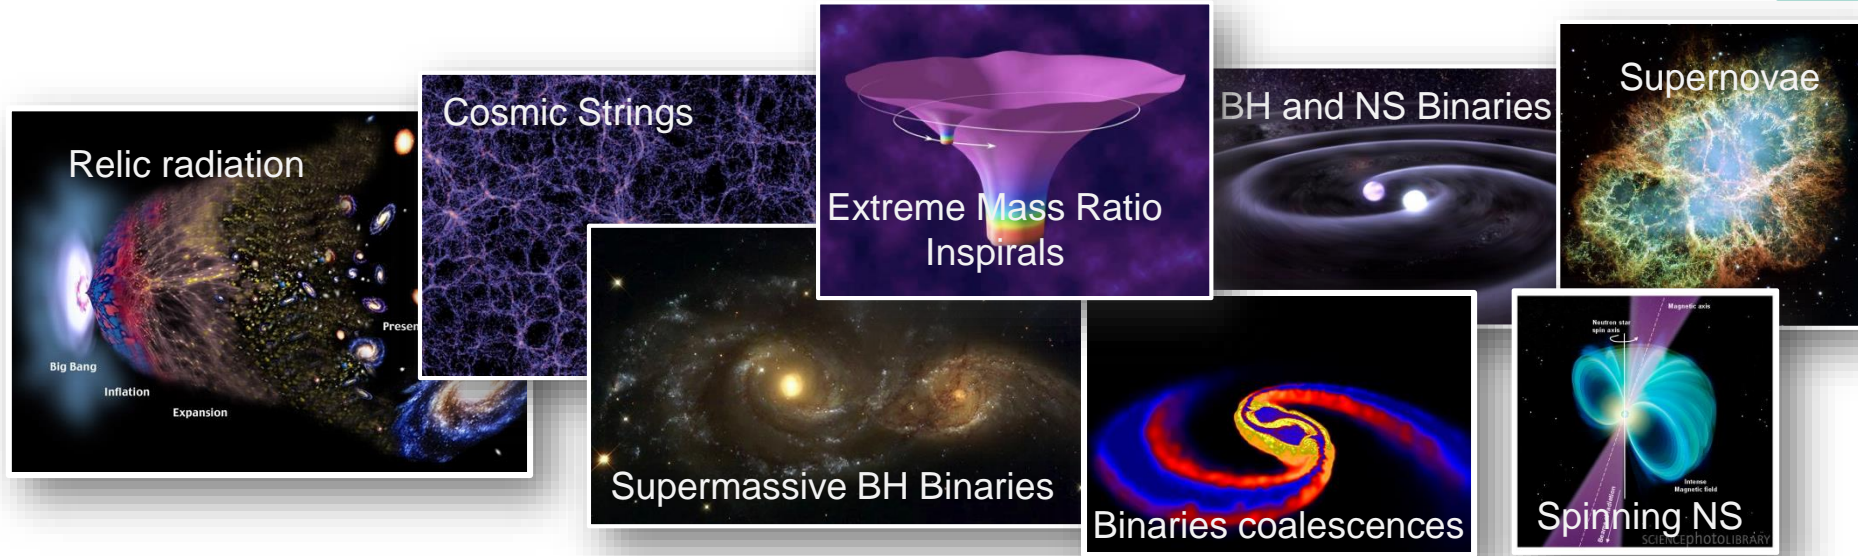 Relic radiation
Big Bang
Inflation
Expansion
Presen
Cosmic Strings
Supermassive BH Binaries
Extreme Mass Ratio
Inspirals
BH and NS Binaries
Binaries coalescences
Supernovae
Magnetic axis
Neutron star
spin axis
Intense
Magnetic field
Spinning NS
SCIENCEPHOTOLIBRARY